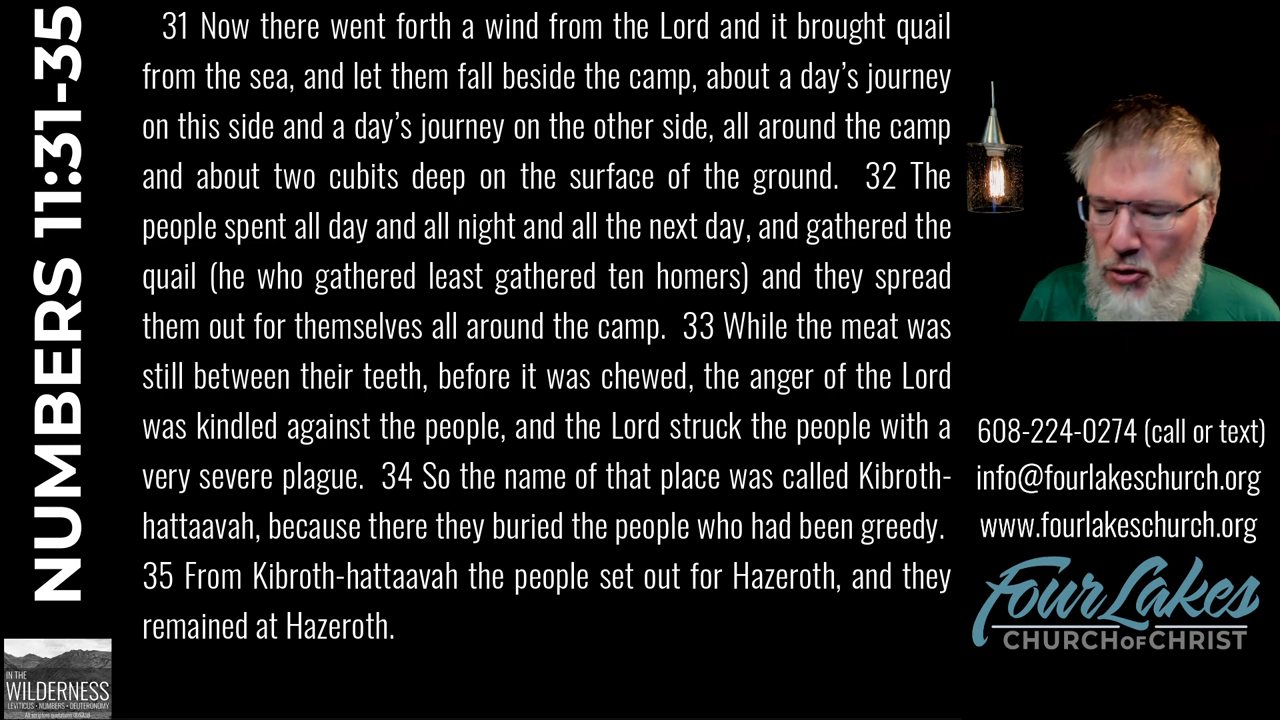 NUMBERS 11:31-35
31 Now there went forth a wind from the Lord and it brought quail
from the sea, and let them fall beside the camp, about a day’s journey
on this side and a day’s journey on the other side, all around the camp
and about two cubits deep on the surface of the ground. 32 The
people spent all day and all night and all the next day, and gathered the
quail (he who gathered least gathered ten homers) and they spread
them out for themselves all around the camp. 33 While the meat was
still between their teeth, before it was chewed, the anger of the Lord
was kindled against the people, and the Lord struck the people with a
very severe plague. 34 So the name of that place was called Kibroth-
hattaavah, because there they buried the people who had been greedy.
35 From Kibroth-hattaavah the people set out for Hazeroth, and they
remained at Hazeroth.
608-224-0274 (call or text)
info@fourlakeschurch.org
www.fourlakeschurch.org
Four Lakes
CHURCH OF CHRIST
IN THE
WILDERNESS
LEVITICUS • NUMBERS • DEUTERONOMY